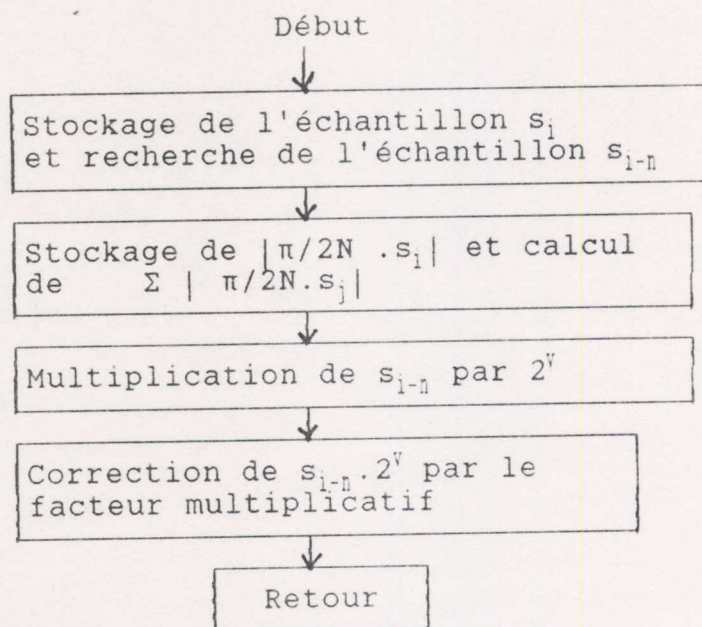 Début
Stockage de l'échantillon sᵢ
et recherche de l'échantillon sᵢ₋ₙ
Stockage de |π/2N .sᵢ| et calcul
de Σ | π/2N.sⱼ|
Multiplication de sᵢ₋ₙ par 2ᵛ
Correction de sᵢ₋ₙ.2ᵛ par le
facteur multiplicatif
Retour